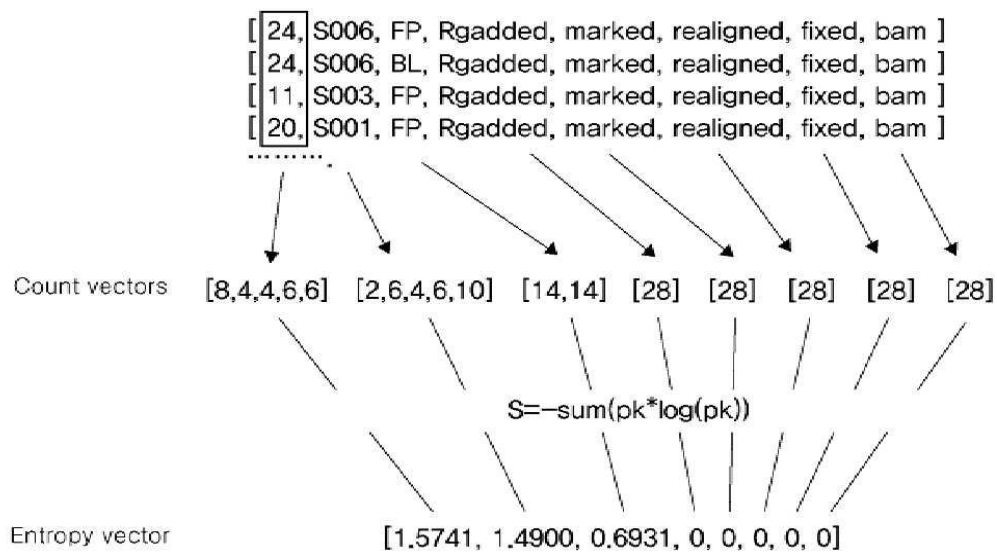 [ 24, S006, FP, Rgadded, marked, realigned, fixed, bam ]
[ 24, S006, BL, Rgadded, marked, realigned, fixed, bam ]
[ 11, S003, FP, Rgadded, marked, realigned, fixed, bam ]
[ 20, S001, FP, Rgadded, marked, realigned, fixed, bam ]
..........
Count vectors [8,4,4,6,6] [2,6,4,6,10] [14,14] [28] [28] [28] [28] [28]
S=-sum(pk*log(pk))
Entropy vector [1.5741, 1.4900, 0.6931, 0, 0, 0, 0, 0]